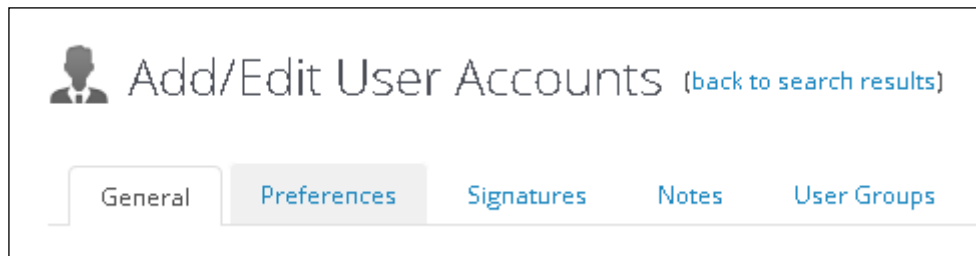 Add/Edit User Accounts (back to search results)
General Preferences Signatures Notes User Groups